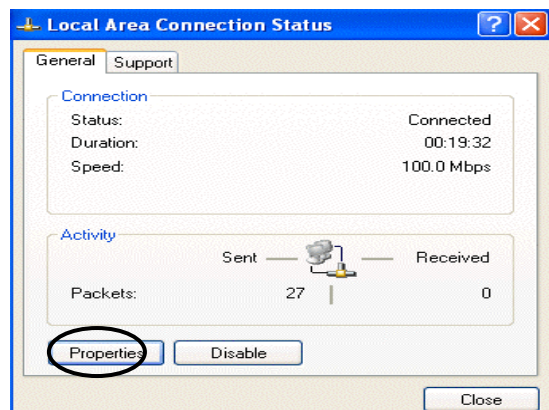 Local Area Connection Status
General Support
Connection
Status: Connected
Duration: 00:19:32
Speed: 100.0 Mbps
Activity
Sent Received
Packets: 27 0
Properties Disable
Close